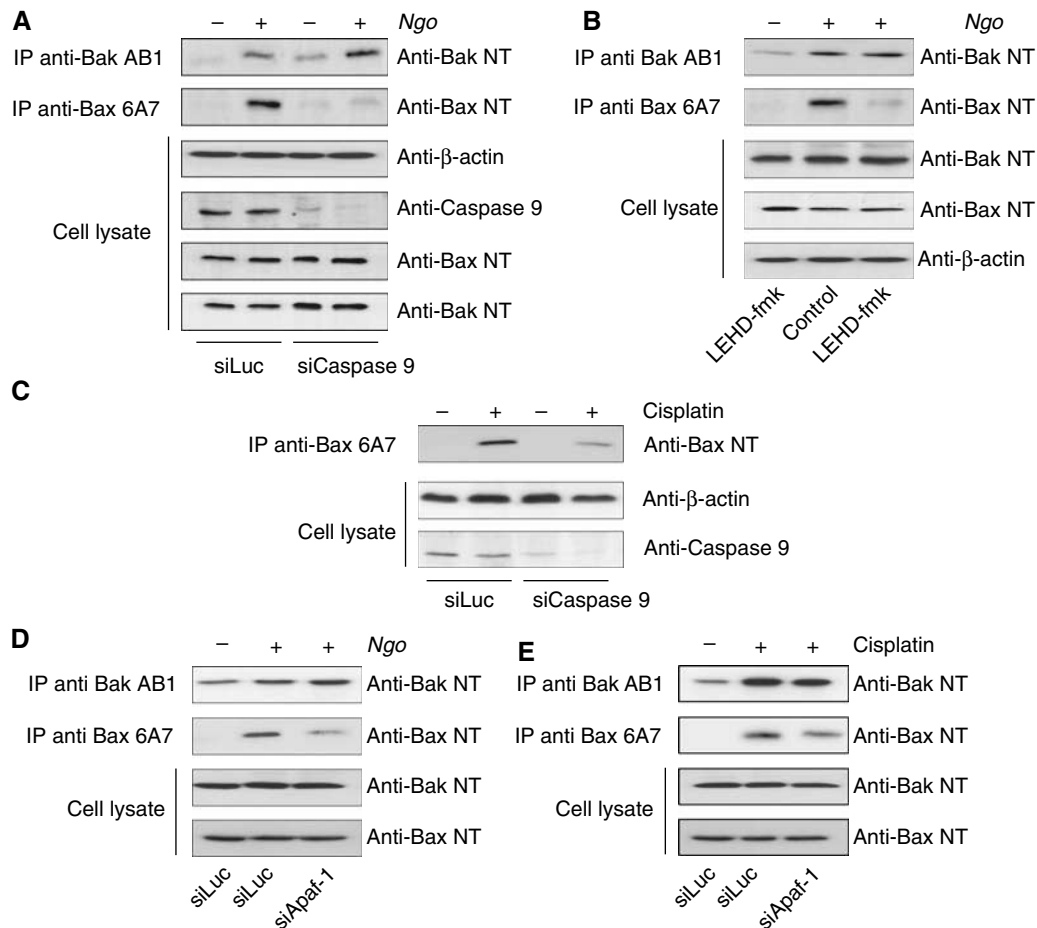 A
– + – + Ngo
IP anti-Bak AB1 Anti-Bak NT
IP anti-Bax 6A7 Anti-Bax NT
Anti-β-actin
Anti-Caspase 9
Cell lysate
Anti-Bax NT
Anti-Bak NT
siLuc siCaspase 9
B
– + + Ngo
IP anti Bak AB1 Anti-Bak NT
IP anti Bax 6A7 Anti-Bax NT
Anti-Bak NT
Cell lysate Anti-Bax NT
Anti-β-actin
LEHD-fmk Control LEHD-fmk
C
– + – + Cisplatin
IP anti-Bax 6A7 Anti-Bax NT
Anti-β-actin
Cell lysate
Anti-Caspase 9
siLuc siCaspase 9
D
– + + Ngo
IP anti Bak AB1 Anti-Bak NT
IP anti Bax 6A7 Anti-Bax NT
Anti-Bak NT
Cell lysate
Anti-Bax NT
siLuc siLuc siApaf-1
E
– + + Cisplatin
IP anti Bak AB1 Anti-Bak NT
IP anti Bax 6A7 Anti-Bax NT
Anti-Bak NT
Cell lysate
Anti-Bax NT
siLuc siLuc siApaf-1